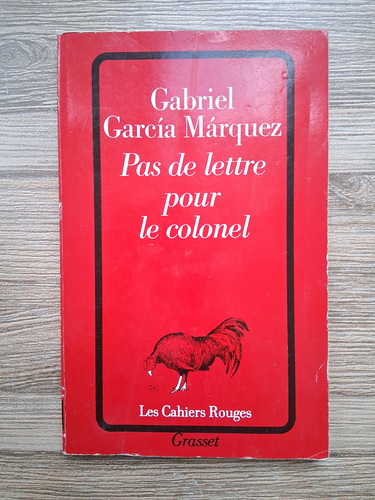 Gabriel
García Márquez
Pas de lettre
pour
le colonel
Les Cahiers Rouges
Grasset